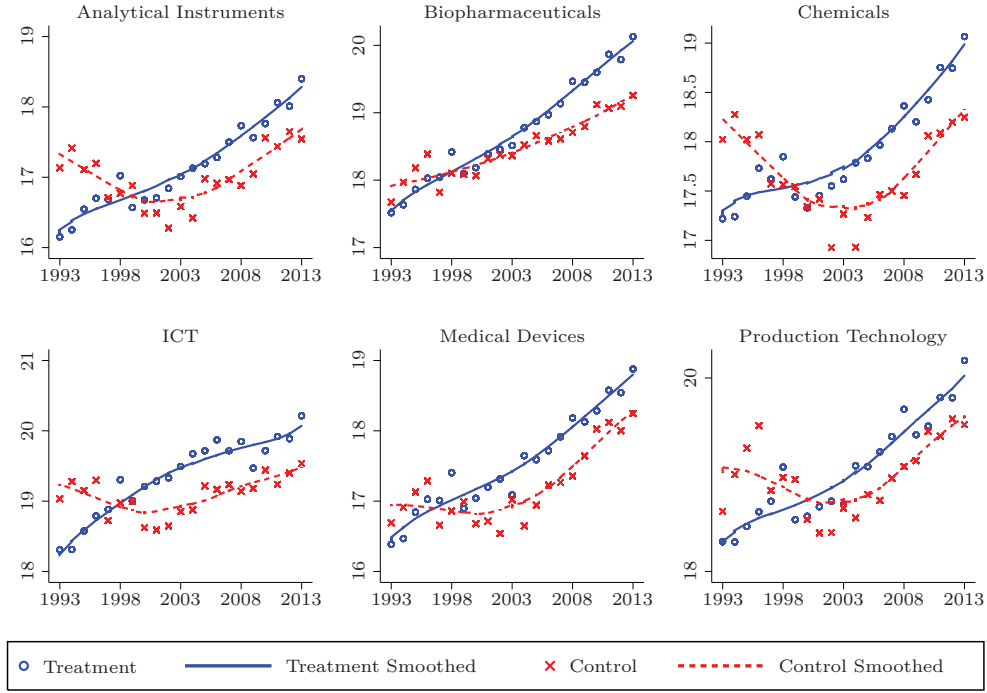 Analytical Instruments
19
18
17
16
1993 1998 2003 2008 2013
Biopharmaceuticals
20
19
18
17
1993 1998 2003 2008 2013
Chemicals
19
18.5
18
17.5
17
1993 1998 2003 2008 2013
ICT
21
20
19
18
1993 1998 2003 2008 2013
Medical Devices
19
18
17
16
1993 1998 2003 2008 2013
Production Technology
20
18
1993 1998 2003 2008 2013
Treatment Treatment Smoothed Control Control Smoothed